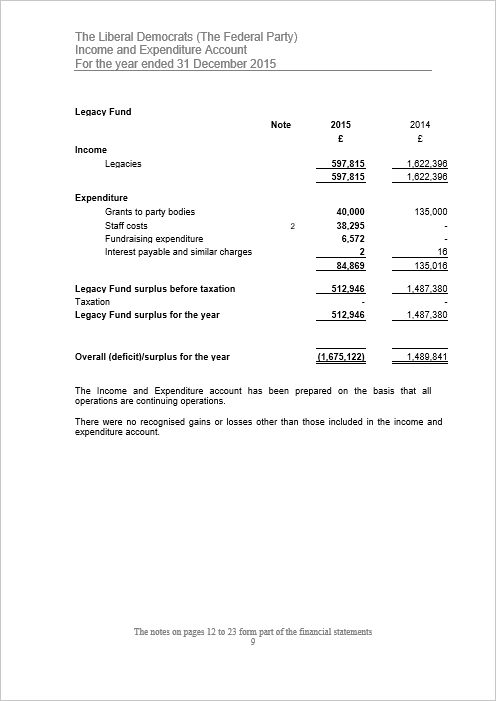 The Liberal Democrats (The Federal Party)
Income and Expenditure Account
For the year ended 31 December 2015
Legacy Fund
Note 2015 2014
£ £
Income
Legacies 597,815 1,622,396
597,815 1,622,396
Expenditure
Grants to party bodies 40,000 135,000
Staff costs 2 38,295 -
Fundraising expenditure 6,572 -
Interest payable and similar charges 2 16
84,869 135,016
Legacy Fund surplus before taxation 512,946 1,487,380
Taxation - -
Legacy Fund surplus for the year 512,946 1,487,380
Overall (deficit)/surplus for the year (1,675,122) 1,489,841
The Income and Expenditure account has been prepared on the basis that all
operations are continuing operations.
There were no recognised gains or losses other than those included in the income and
expenditure account.
The notes on pages 12 to 23 form part of the financial statements
9